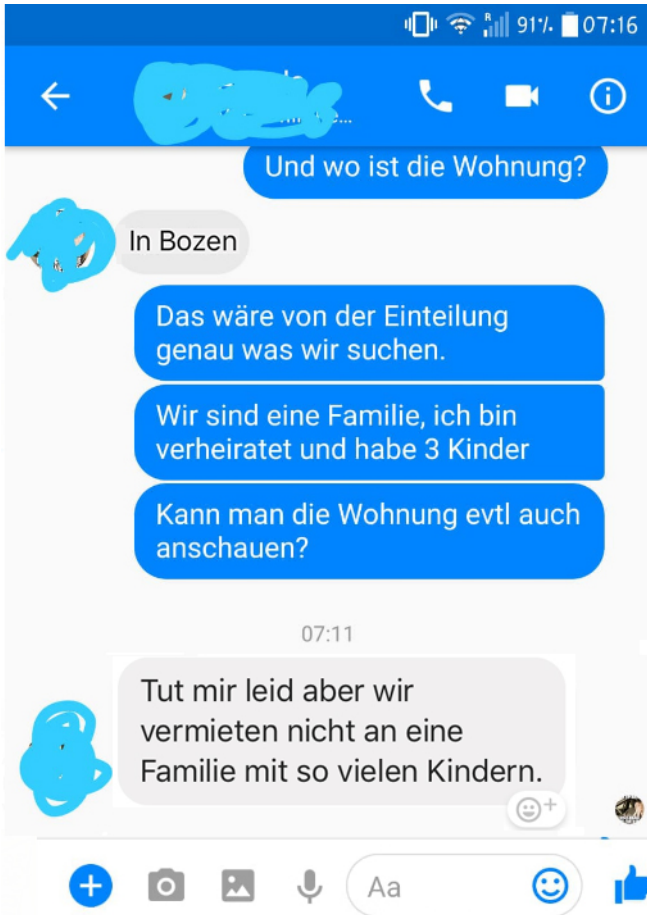 91% 07:16
Und wo ist die Wohnung?
In Bozen
Das wäre von der Einteilung
genau was wir suchen.
Wir sind eine Familie, ich bin
verheiratet und habe 3 Kinder
Kann man die Wohnung evtl auch
anschauen?
07:11
Tut mir leid aber wir
vermieten nicht an eine
Familie mit so vielen Kindern.
Aa